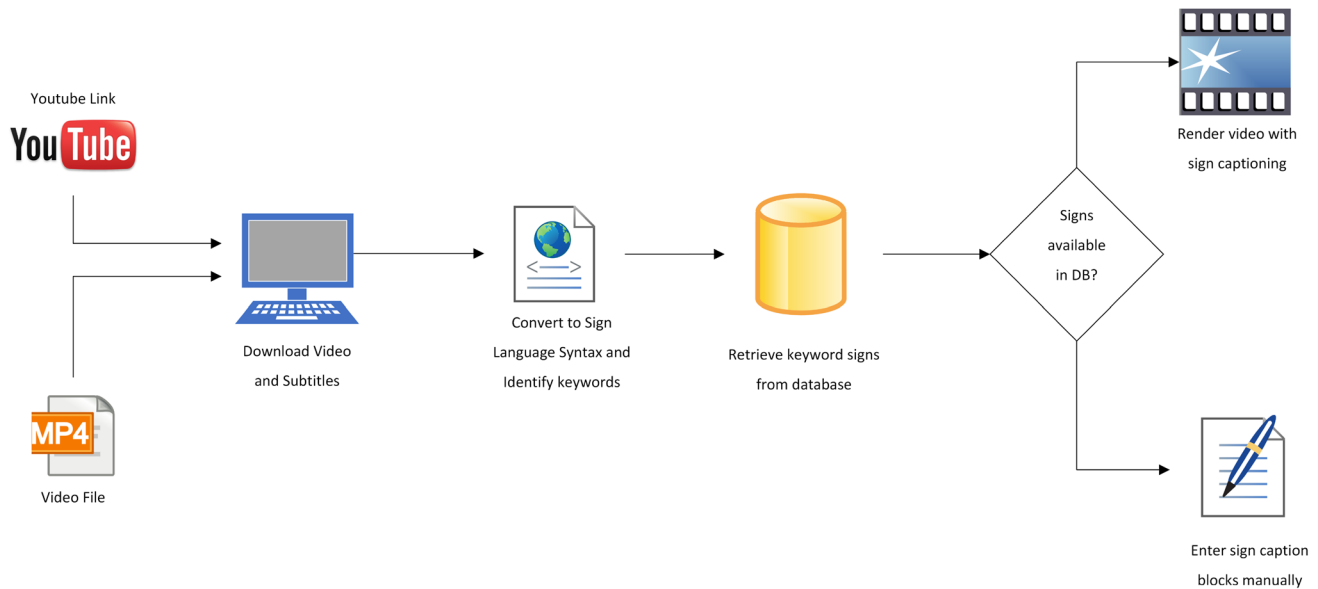 Youtube Link
YouTube
MP4
Video File
Download Video
and Subtitles
Convert to Sign
Language Syntax and
Identify keywords
Retrieve keyword signs
from database
Signs
available
in DB?
Render video with
sign captioning
Enter sign caption
blocks manually